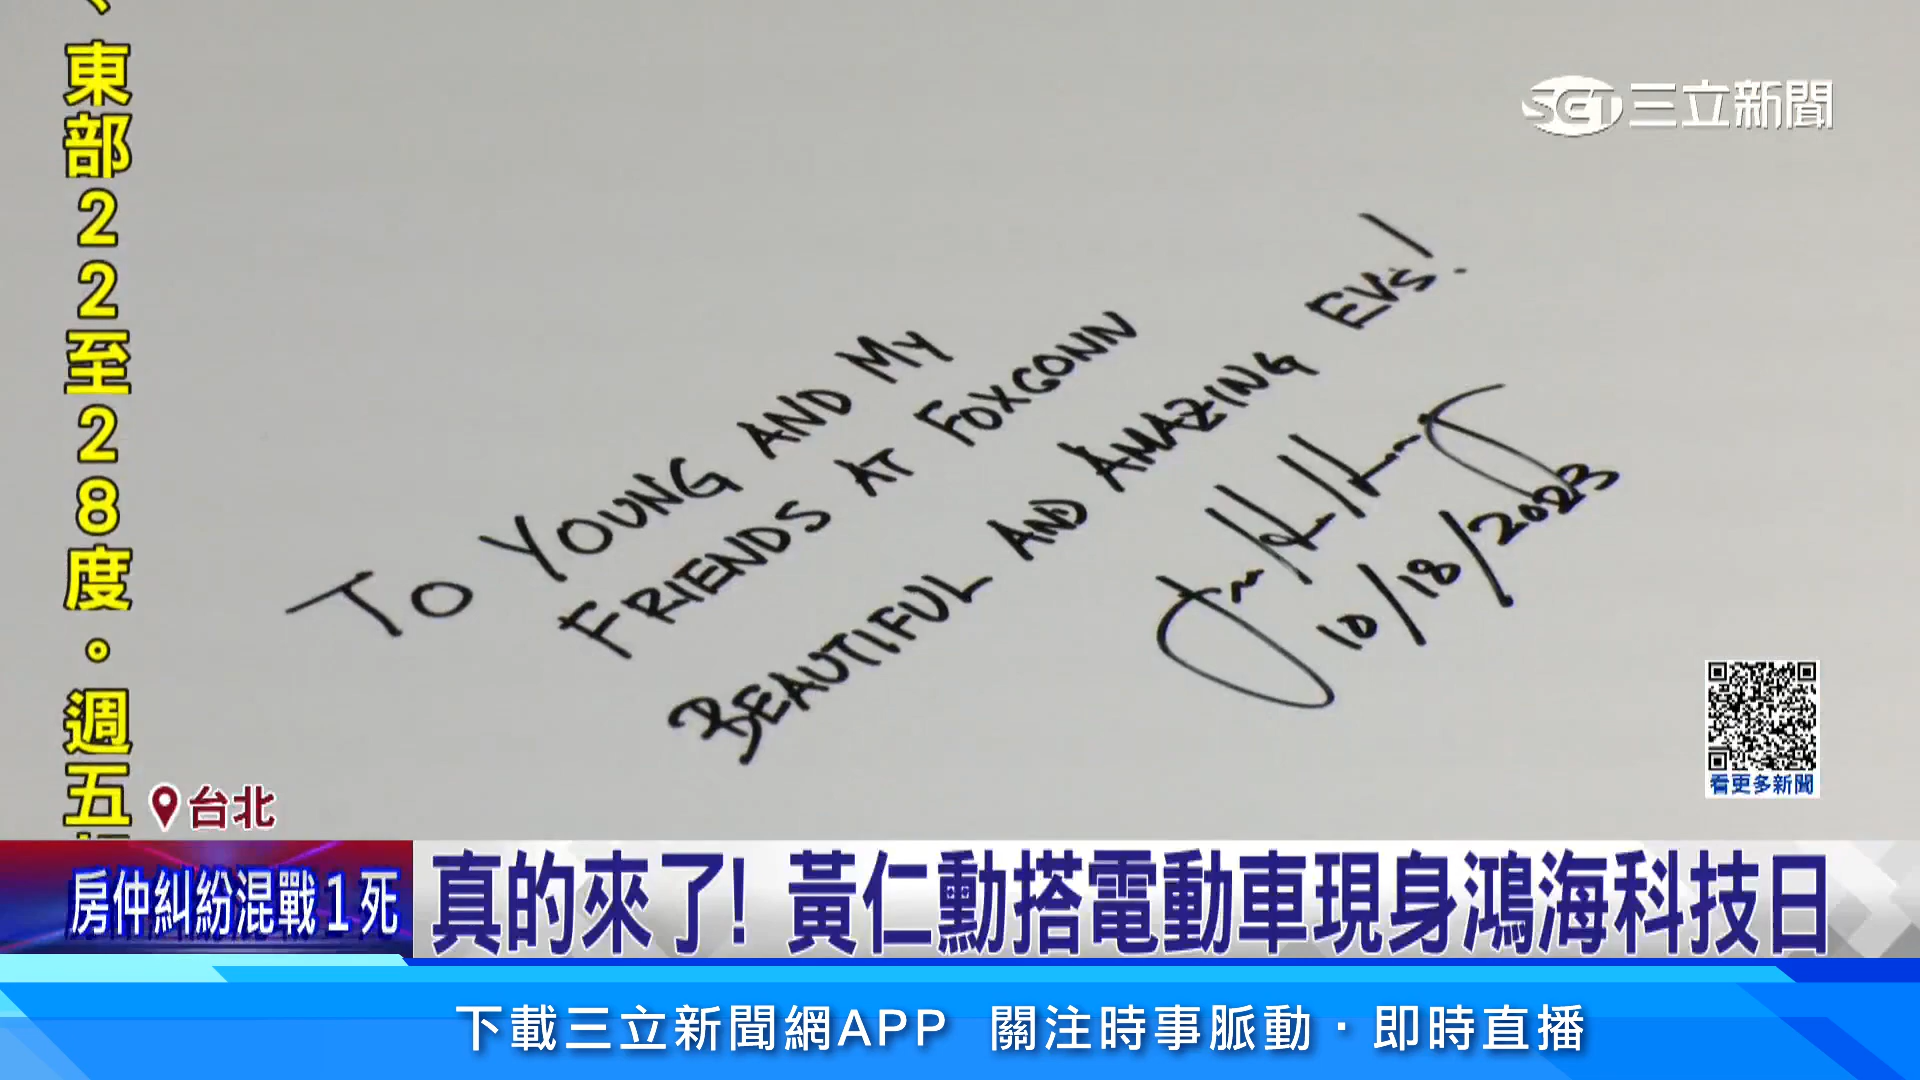 、東部22至28度。週五
SET三立新聞
TO YOUNG AND MY
FRIENDS AT FOXCONN
BEAUTIFUL AND AMAZING EVs!
10/18/2023
看更多新聞
台北
房仲糾紛混戰1死
真的來了! 黃仁勳搭電動車現身鴻海科技日
下載三立新聞網APP 關注時事脈動·即時直播